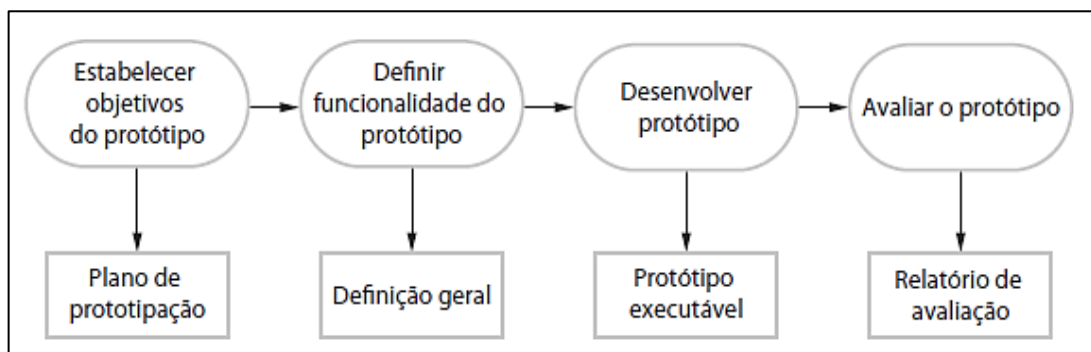 Estabelecer
objetivos
do protótipo
Definir
funcionalidade do
protótipo
Desenvolver
protótipo
Avaliar o protótipo
Plano de
prototipação
Definição geral
Protótipo
executável
Relatório de
avaliação